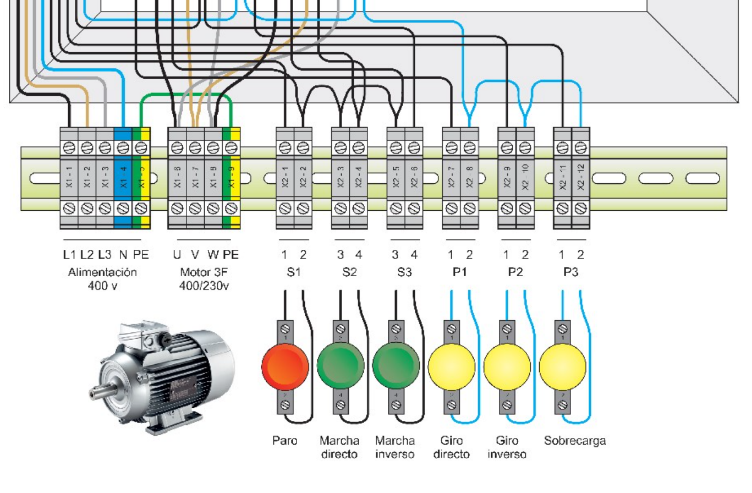 X1 - 1 X1 - 2 X1 - 3 X1 - 4 X1 - 5 X1 - 6 X1 - 7 X1 - 8 X1 - 9 X2 - 1 X2 - 2 X2 - 3 X2 - 4 X2 - 5 X2 - 6 X2 - 7 X2 - 8 X2 - 9 X2 - 10 X2 - 11 X2 - 12
L1 L2 L3 N PE U V W PE 1 2 3 4 3 4 1 2 1 2 1 2
Alimentación Motor 3F S1 S2 S3 P1 P2 P3
400 v 400/230v
Paro Marcha Marcha Giro Giro Sobrecarga
directo inverso directo inverso